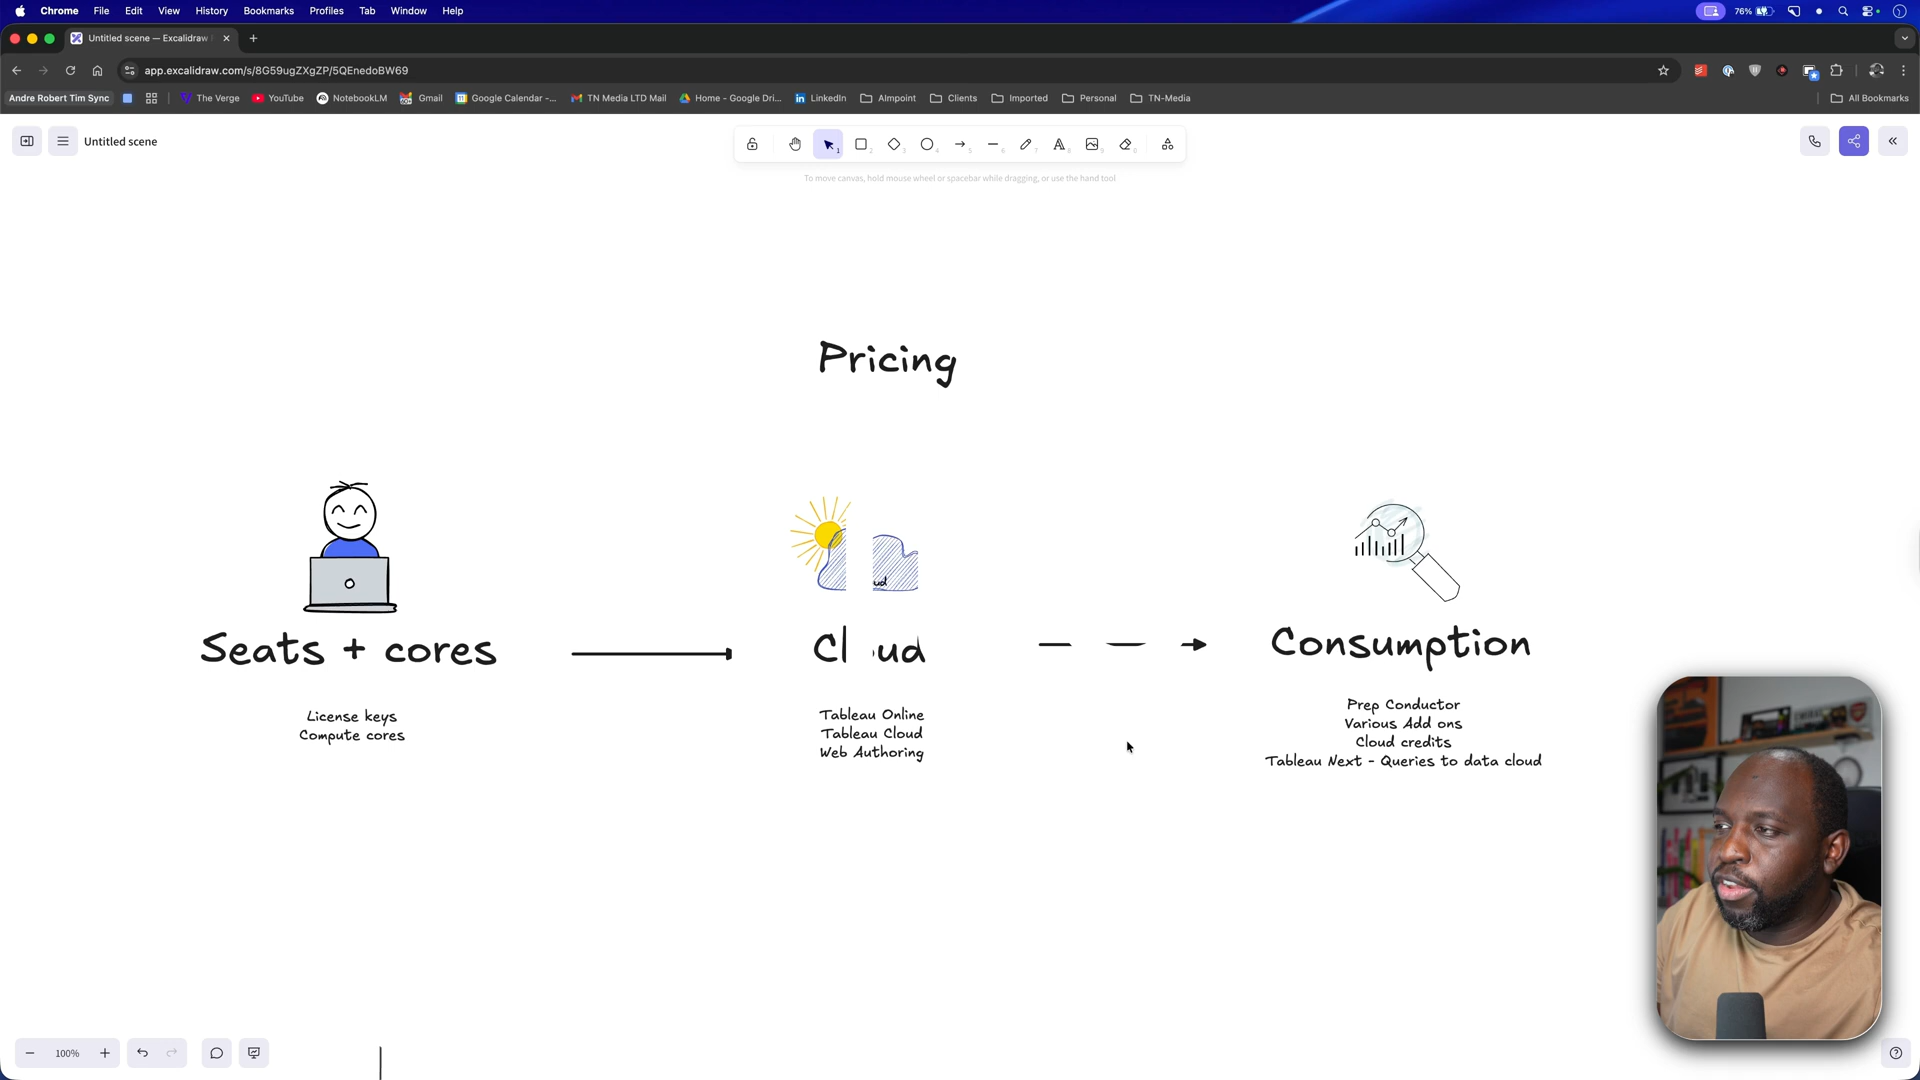 Chrome File Edit View History Bookmarks Profiles Tab Window Help
76%
Untitled scene — Excalidraw
app.excalidraw.com/s/8G59ugZXgZP/5QEnedoBW69
Andre Robert Tim Sync The Verge YouTube NotebookLM Gmail Google Calendar -... TN Media LTD Mail Home - Google Dri... LinkedIn AImpoint Clients Imported Personal TN-Media All Bookmarks
Untitled scene
To move canvas, hold mouse wheel or spacebar while dragging, or use the hand tool
Pricing
ud
Seats + cores
Cl ud
Consumption
License keys
Compute cores
Tableau Online
Tableau Cloud
Web Authoring
Prep Conductor
Various Add ons
Cloud credits
Tableau Next - Queries to data cloud
100%